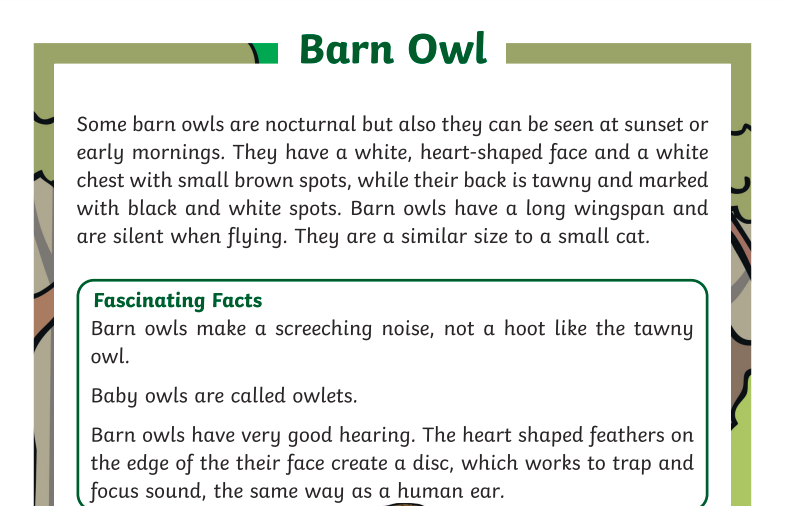 Barn Owl
Some barn owls are nocturnal but also they can be seen at sunset or
early mornings. They have a white, heart-shaped face and a white
chest with small brown spots, while their back is tawny and marked
with black and white spots. Barn owls have a long wingspan and
are silent when flying. They are a similar size to a small cat.
Fascinating Facts
Barn owls make a screeching noise, not a hoot like the tawny
owl.
Baby owls are called owlets.
Barn owls have very good hearing. The heart shaped feathers on
the edge of the their face create a disc, which works to trap and
focus sound, the same way as a human ear.